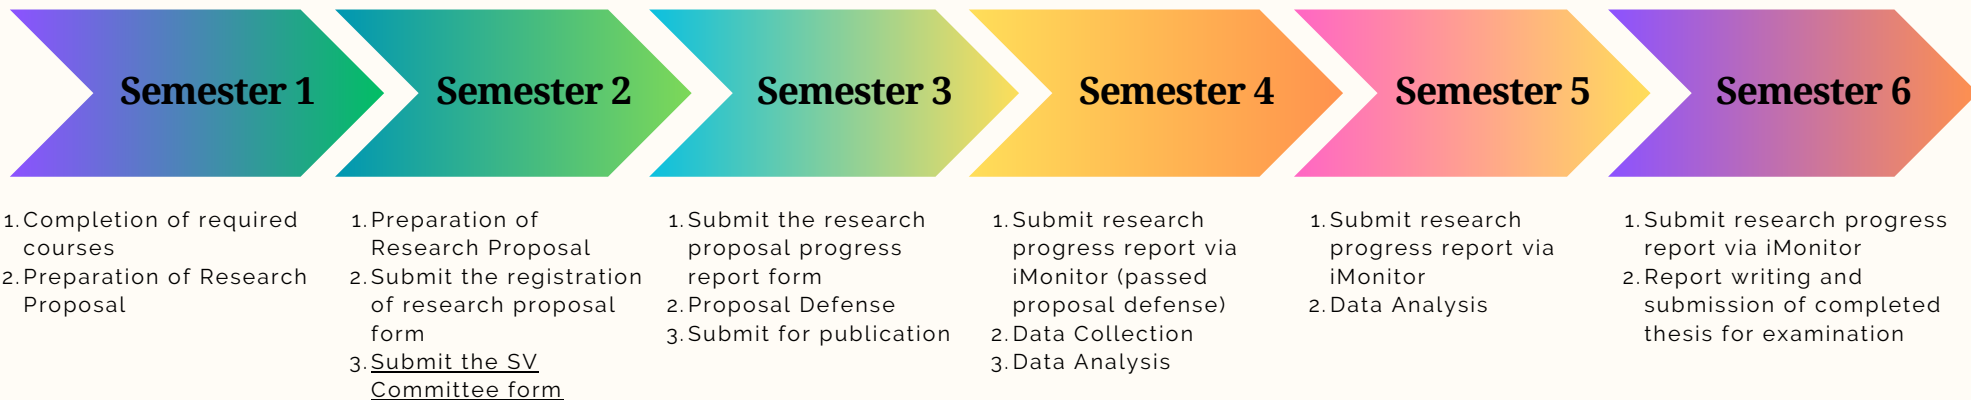 Semester 1
Semester 2
Semester 3
Semester 4
Semester 5
Semester 6
1. Completion of required
courses
2. Preparation of Research
Proposal
1. Preparation of
Research Proposal
2. Submit the registration
of research proposal
form
3. Submit the SV
Committee form
1. Submit the research
proposal progress
report form
2. Proposal Defense
3. Submit for publication
1. Submit research
progress report via
iMonitor (passed
proposal defense)
2. Data Collection
3. Data Analysis
1. Submit research
progress report via
iMonitor
2. Data Analysis
1. Submit research progress
report via iMonitor
2. Report writing and
submission of completed
thesis for examination